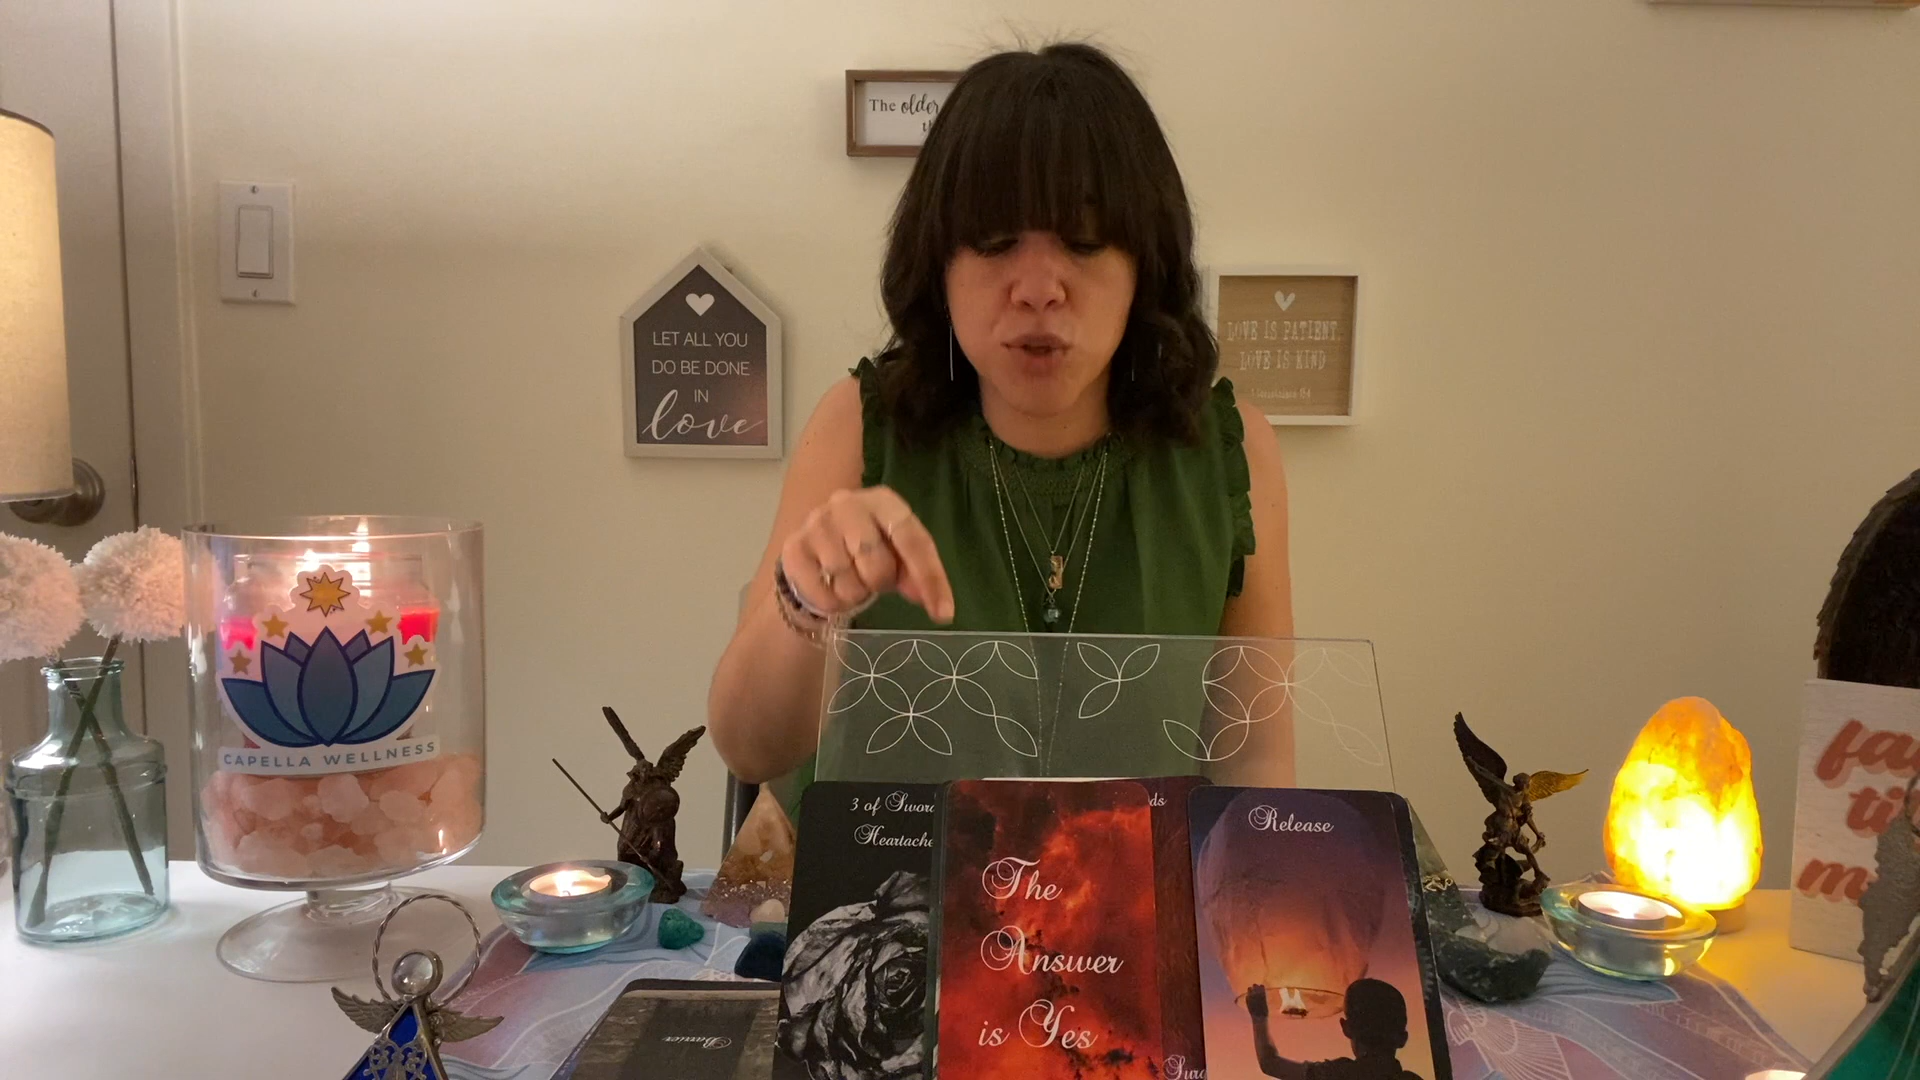 The older
LET ALL YOU
DO BE DONE
IN
love
LOVE IS PATIENT,
LOVE IS KIND
CAPELLA WELLNESS
3 of Swords
Heartache
The
Answer
is Yes
Release
Barrier